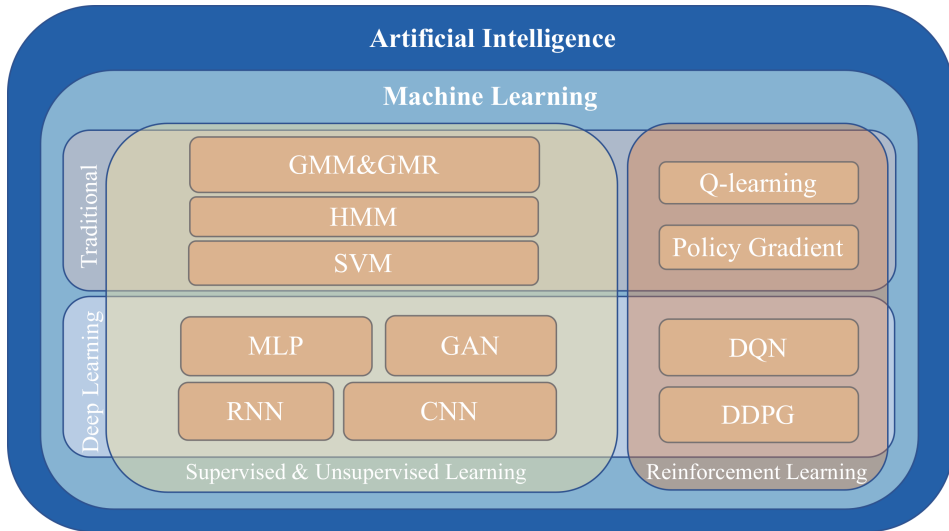 Artificial Intelligence
Machine Learning
Traditional
GMM&GMR
HMM
SVM
Q-learning
Policy Gradient
Deep Learning
MLP
GAN
RNN
CNN
DQN
DDPG
Supervised & Unsupervised Learning
Reinforcement Learning